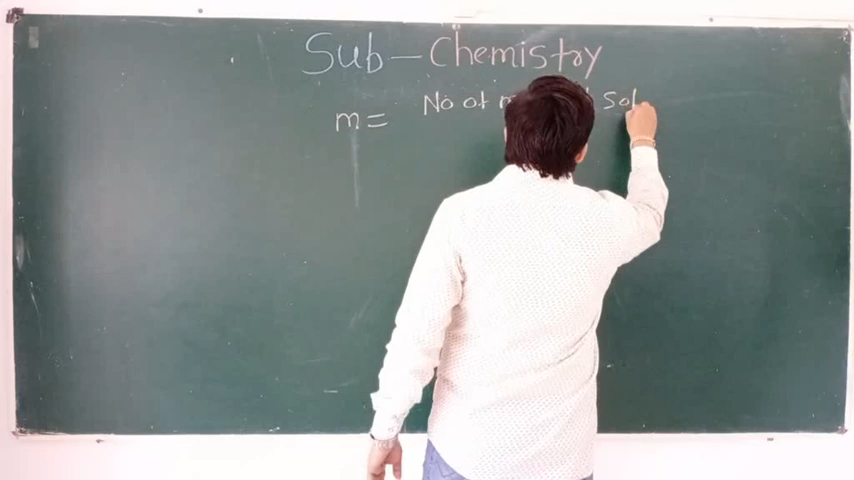 Sub-Chemistry
m = No of Sol